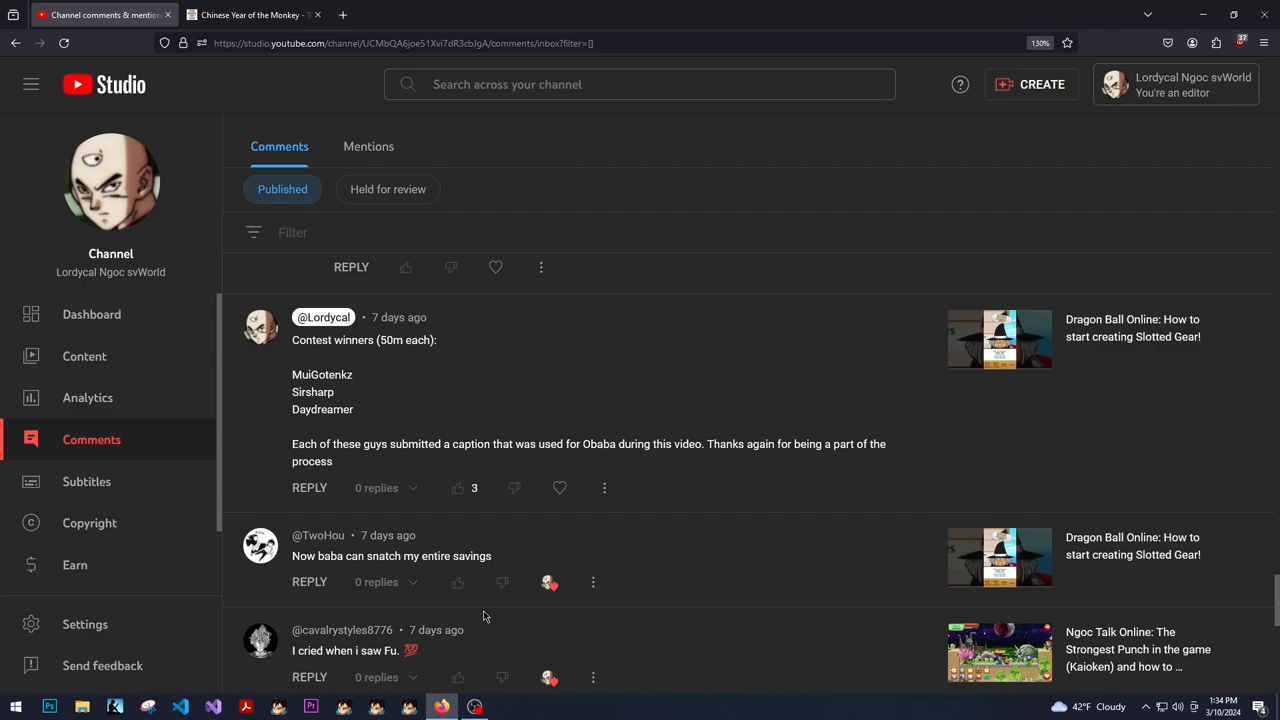 Channel comments & mention
Chinese Year of the Monkey - T
https://studio.youtube.com/channel/UCMbQA6joe51Xvi7dR3cbJgA/comments/inbox?filter=[]
130%
37
Studio
Search across your channel
CREATE
Lordycal Ngoc svWorld
You're an editor
Channel
Lordycal Ngoc svWorld
Dashboard
Content
Analytics
Comments
Subtitles
Copyright
Earn
Settings
Send feedback
Comments
Mentions
Published
Held for review
Filter
REPLY
@Lordycal • 7 days ago
Contest winners (50m each):
MuiGotenkz
Sirsharp
Daydreamer
Each of these guys submitted a caption that was used for Obaba during this video. Thanks again for being a part of the
process
REPLY 0 replies 3
Dragon Ball Online: How to
start creating Slotted Gear!
@TwoHou • 7 days ago
Now baba can snatch my entire savings
REPLY 0 replies
Dragon Ball Online: How to
start creating Slotted Gear!
@cavalrystyles8776 • 7 days ago
I cried when i saw Fu. 💯
REPLY 0 replies
Ngoc Talk Online: The
Strongest Punch in the game
(Kaioken) and how to ...
42°F Cloudy
1:34 PM
3/10/2024
4